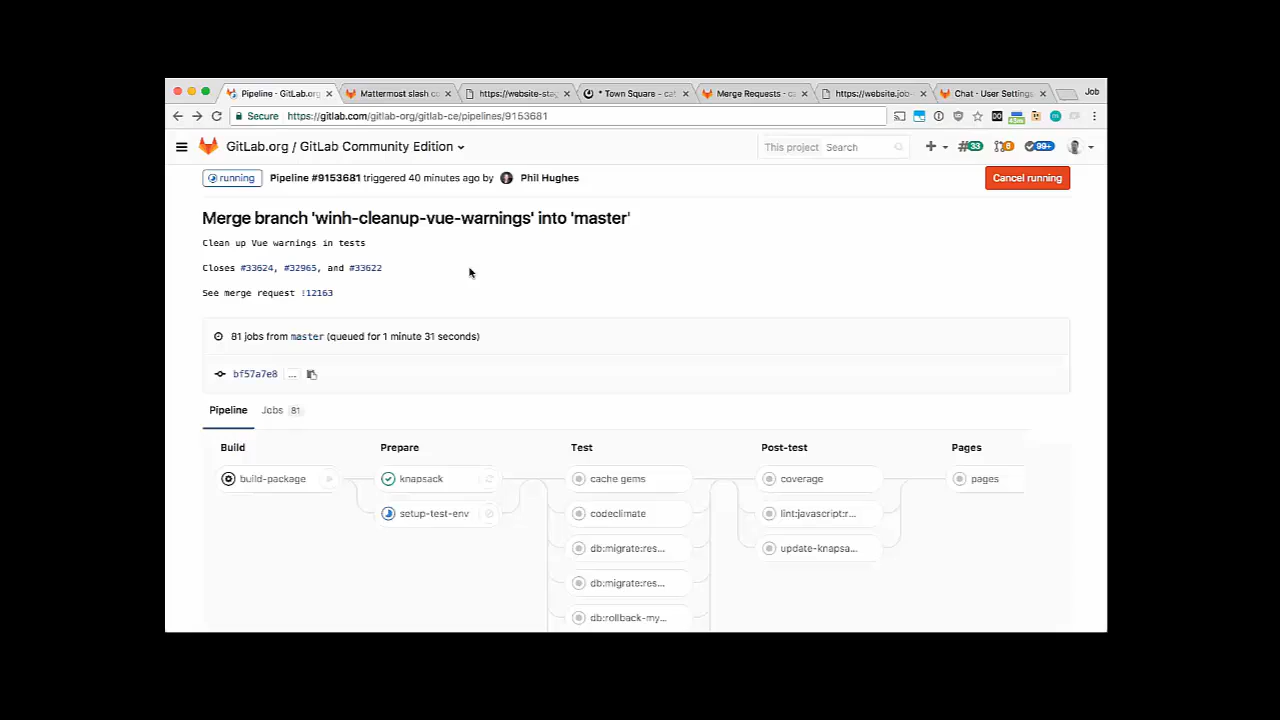 Pipeline · GitLab.org ×
Mattermost slash co ×
https://website-sta ×
* Town Square - cat ×
Merge Requests · ca ×
https://website.job- ×
Chat · User Settings ×
Job
Secure https://gitlab.com/gitlab-org/gitlab-ce/pipelines/9153681
GitLab.org / GitLab Community Edition
This project Search
33
99+
running Pipeline #9153681 triggered 40 minutes ago by Phil Hughes
Cancel running
Merge branch 'winh-cleanup-vue-warnings' into 'master'
Clean up Vue warnings in tests
Closes #33624, #32965, and #33622
See merge request !12163
81 jobs from master (queued for 1 minute 31 seconds)
bf57a7e8 ...
Pipeline Jobs 81
Build Prepare Test Post-test Pages
build-package knapsack cache gems coverage pages
setup-test-env codeclimate lint:javascript:r...
db:migrate:res... update-knapsa...
db:migrate:res...
db:rollback-my...